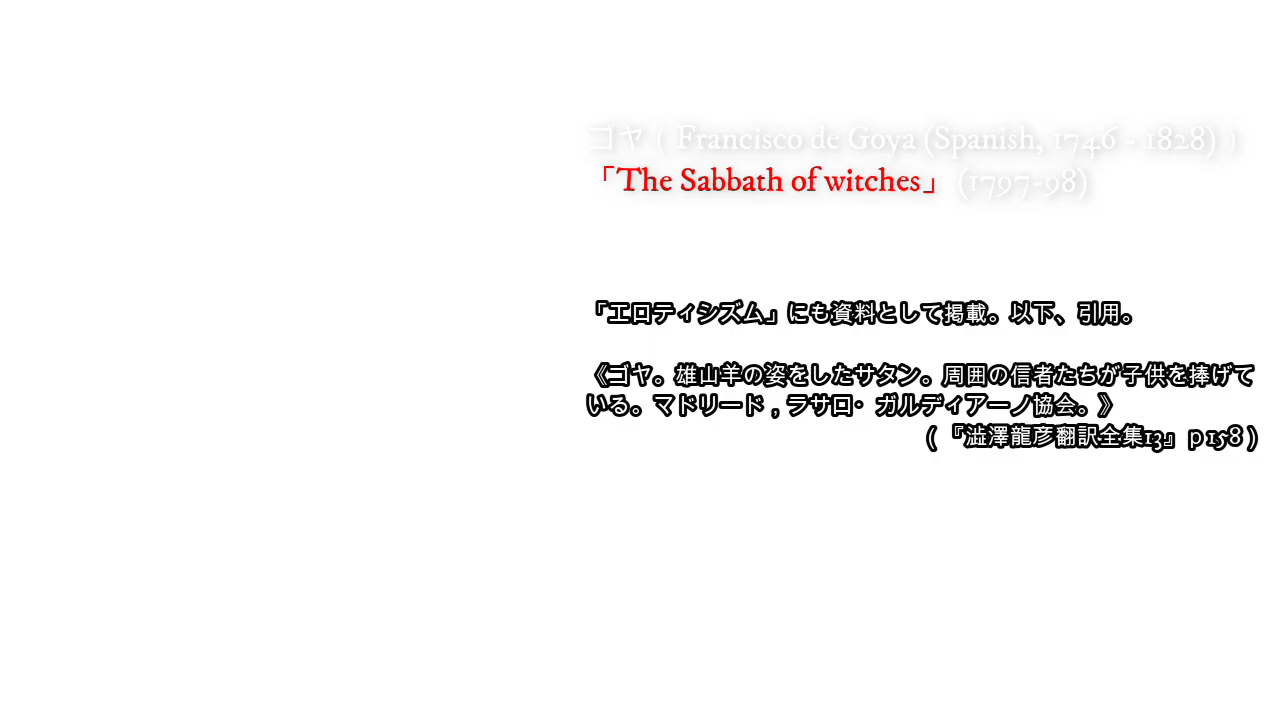 ゴヤ ( Francisco de Goya (Spanish, 1746 - 1828) )
「The Sabbath of witches」 (1797-98)
「エロティシズム」にも資料として掲載。以下、引用。
《ゴヤ。雄山羊の姿をしたサタン。周囲の信者たちが子供を捧げて
いる。マドリード，ラサロ・ガルディアーノ協会。》
(『澁澤龍彦翻訳全集13』ｐ158 )